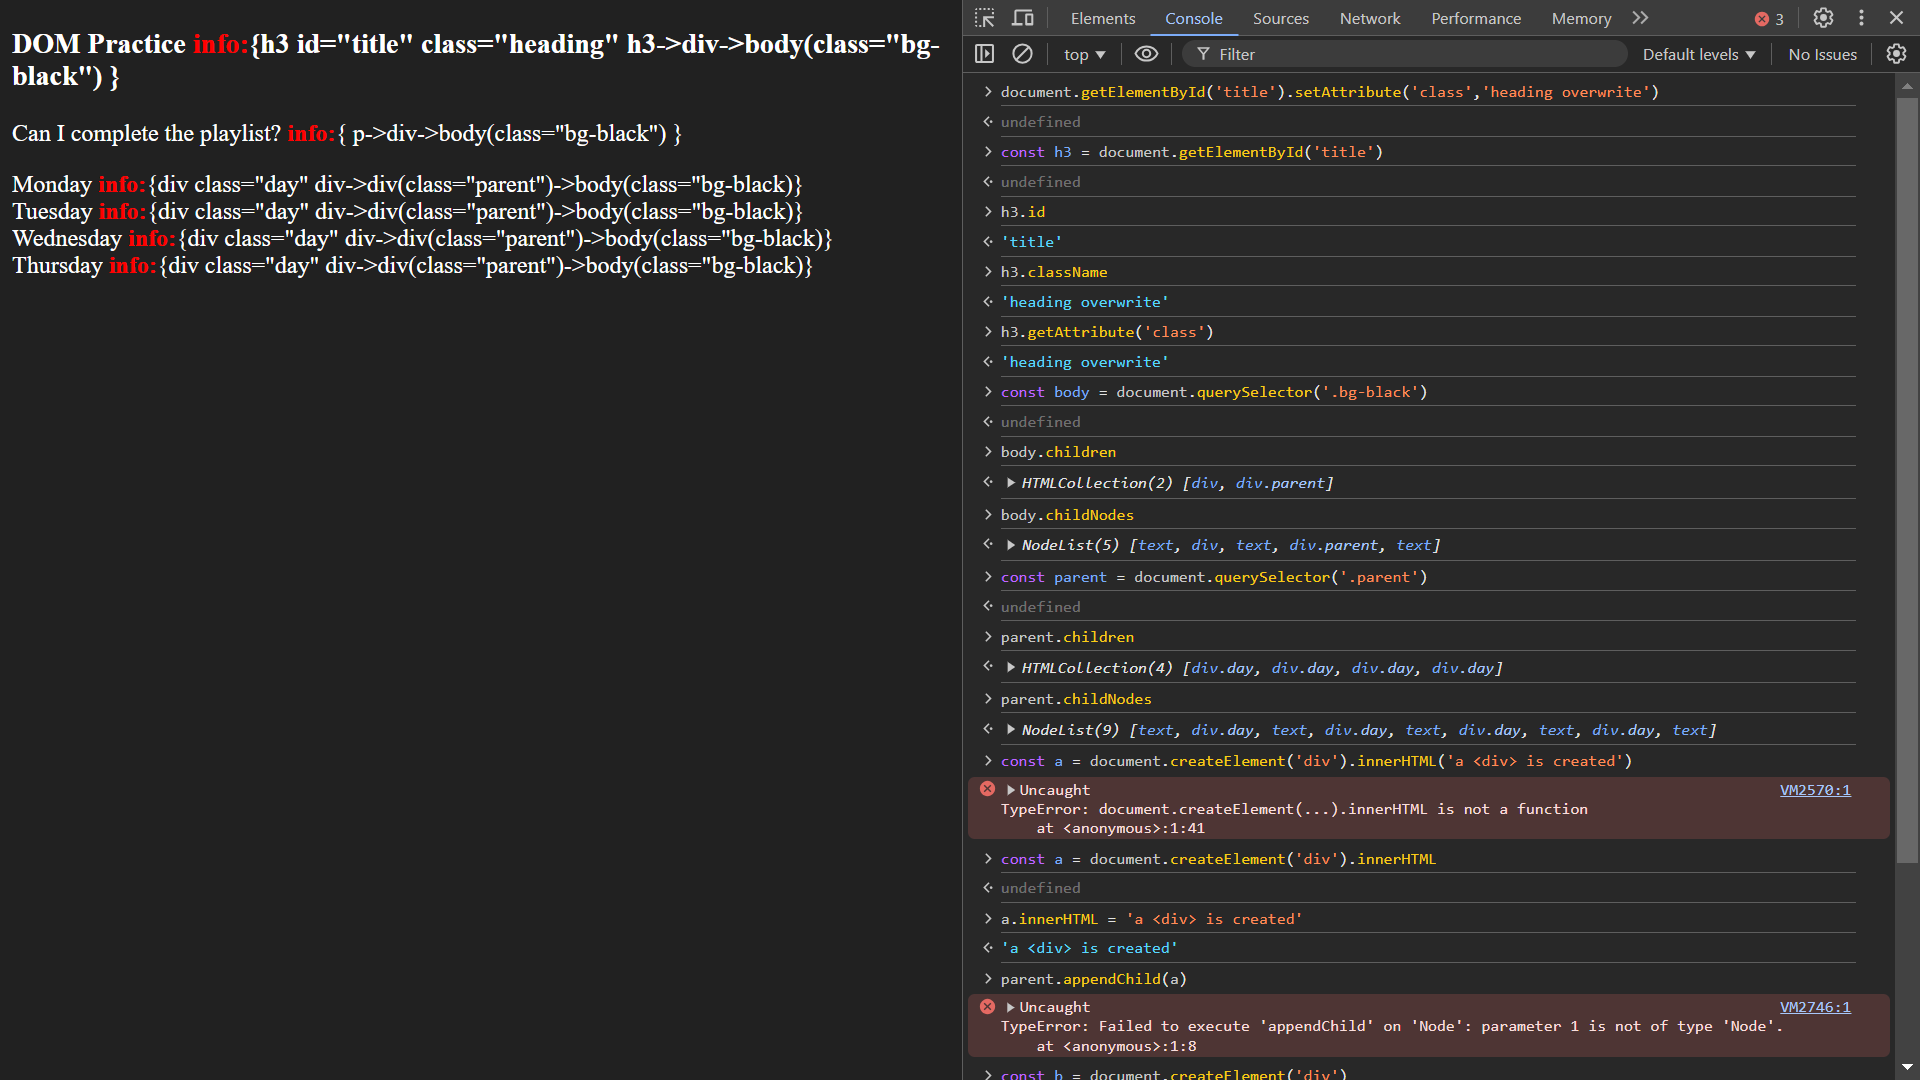 DOM Practice info:{h3 id="title" class="heading" h3->div->body(class="bg-
black") }
Can I complete the playlist? info:{ p->div->body(class="bg-black") }
Monday info:{div class="day" div->div(class="parent")->body(class="bg-black)}
Tuesday info:{div class="day" div->div(class="parent")->body(class="bg-black)}
Wednesday info:{div class="day" div->div(class="parent")->body(class="bg-black)}
Thursday info:{div class="day" div->div(class="parent")->body(class="bg-black)}
Elements Console Sources Network Performance Memory 3
top Filter Default levels No Issues
document.getElementById('title').setAttribute('class','heading overwrite')
undefined
const h3 = document.getElementById('title')
undefined
h3.id
'title'
h3.className
'heading overwrite'
h3.getAttribute('class')
'heading overwrite'
const body = document.querySelector('.bg-black')
undefined
body.children
HTMLCollection(2) [div, div.parent]
body.childNodes
NodeList(5) [text, div, text, div.parent, text]
const parent = document.querySelector('.parent')
undefined
parent.children
HTMLCollection(4) [div.day, div.day, div.day, div.day]
parent.childNodes
NodeList(9) [text, div.day, text, div.day, text, div.day, text, div.day, text]
const a = document.createElement('div').innerHTML('a <div> is created')
Uncaught VM2570:1
TypeError: document.createElement(...).innerHTML is not a function
at <anonymous>:1:41
const a = document.createElement('div').innerHTML
undefined
a.innerHTML = 'a <div> is created'
'a <div> is created'
parent.appendChild(a)
Uncaught VM2746:1
TypeError: Failed to execute 'appendChild' on 'Node': parameter 1 is not of type 'Node'.
at <anonymous>:1:8
const b = document.createElement('div')